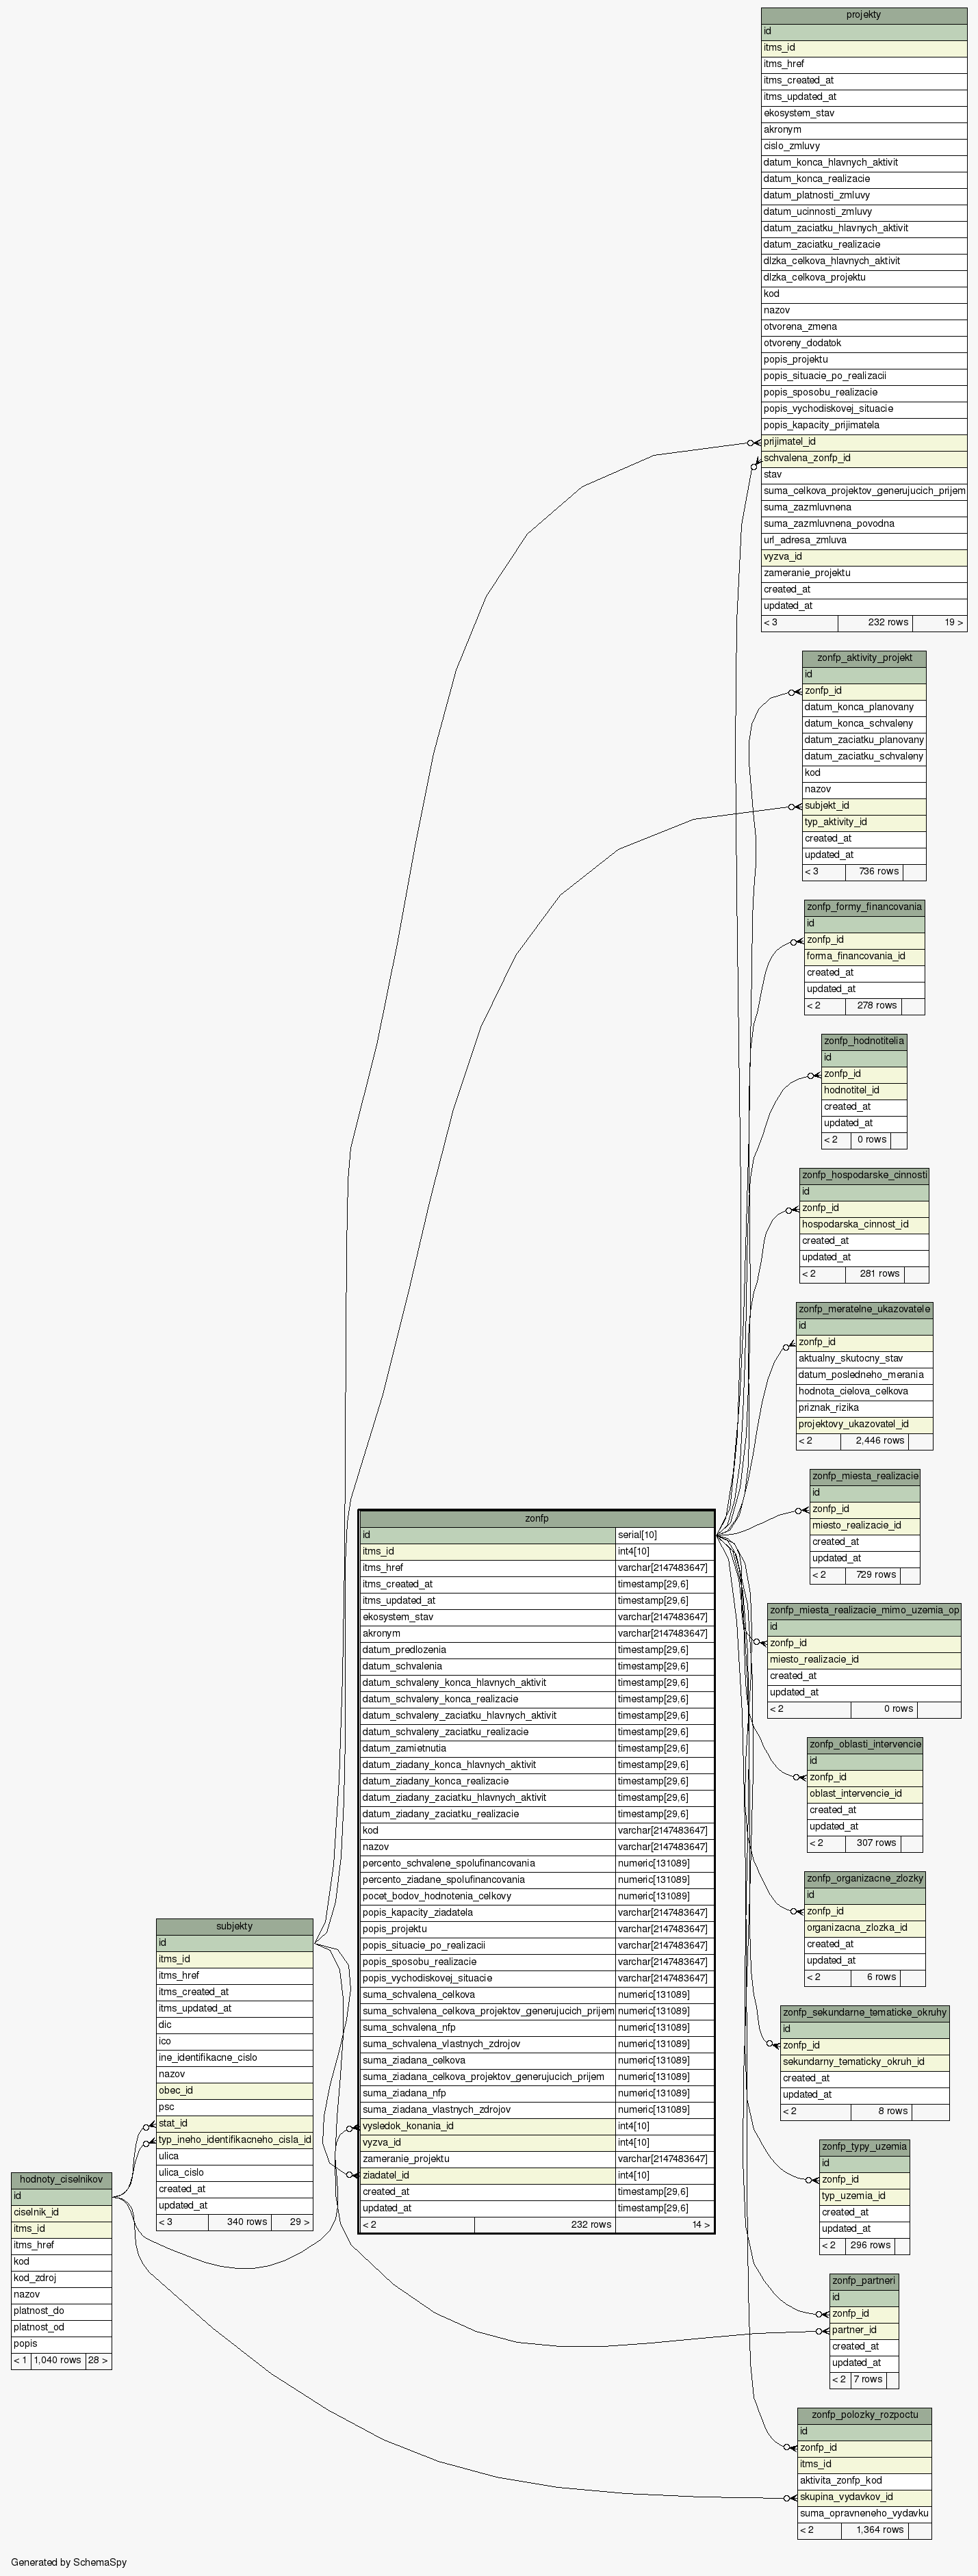 projekty
id
itms_id
itms_href
itms_created_at
itms_updated_at
ekosystem_stav
akronym
cislo_zmluvy
datum_konca_hlavnych_aktivit
datum_konca_realizacie
datum_platnosti_zmluvy
datum_ucinnosti_zmluvy
datum_zaciatku_hlavnych_aktivit
datum_zaciatku_realizacie
dlzka_celkova_hlavnych_aktivit
dlzka_celkova_projektu
kod
nazov
otvorena_zmena
otvoreny_dodatok
popis_projektu
popis_situacie_po_realizacii
popis_sposobu_realizacie
popis_vychodiskovej_situacie
popis_kapacity_prijimatela
prijimatel_id
schvalena_zonfp_id
stav
suma_celkova_projektov_generujucich_prijem
suma_zazmluvnena
suma_zazmluvnena_povodna
url_adresa_zmluva
vyzva_id
zameranie_projektu
created_at
updated_at
< 3 232 rows 19 >
zonfp_aktivity_projekt
id
zonfp_id
datum_konca_planovany
datum_konca_schvaleny
datum_zaciatku_planovany
datum_zaciatku_schvaleny
kod
nazov
subjekt_id
typ_aktivity_id
created_at
updated_at
< 3 736 rows
zonfp_formy_financovania
id
zonfp_id
forma_financovania_id
created_at
updated_at
< 2 278 rows
zonfp_hodnotitelia
id
zonfp_id
hodnotitel_id
created_at
updated_at
< 2 0 rows
zonfp_hospodarske_cinnosti
id
zonfp_id
hospodarska_cinnost_id
created_at
updated_at
< 2 281 rows
zonfp_meratelne_ukazovatele
id
zonfp_id
aktualny_skutocny_stav
datum_posledneho_merania
hodnota_cielova_celkova
priznak_rizika
projektovy_ukazovatel_id
< 2 2,446 rows
zonfp_miesta_realizacie
id
zonfp_id
miesto_realizacie_id
created_at
updated_at
< 2 729 rows
zonfp_miesta_realizacie_mimo_uzemia_op
id
zonfp_id
miesto_realizacie_id
created_at
updated_at
< 2 0 rows
zonfp_oblasti_intervencie
id
zonfp_id
oblast_intervencie_id
created_at
updated_at
< 2 307 rows
zonfp_organizacne_zlozky
id
zonfp_id
organizacna_zlozka_id
created_at
updated_at
< 2 6 rows
zonfp_sekundarne_tematicke_okruhy
id
zonfp_id
sekundarny_tematicky_okruh_id
created_at
updated_at
< 2 8 rows
zonfp_typy_uzemia
id
zonfp_id
typ_uzemia_id
created_at
updated_at
< 2 296 rows
zonfp_partneri
id
zonfp_id
partner_id
created_at
updated_at
< 2 7 rows
zonfp_polozky_rozpoctu
id
zonfp_id
itms_id
aktivita_zonfp_kod
skupina_vydavkov_id
suma_opravneneho_vydavku
< 2 1,364 rows
zonfp
id serial[10]
itms_id int4[10]
itms_href varchar[2147483647]
itms_created_at timestamp[29,6]
itms_updated_at timestamp[29,6]
ekosystem_stav varchar[2147483647]
akronym varchar[2147483647]
datum_predlozenia timestamp[29,6]
datum_schvalenia timestamp[29,6]
datum_schvaleny_konca_hlavnych_aktivit timestamp[29,6]
datum_schvaleny_konca_realizacie timestamp[29,6]
datum_schvaleny_zaciatku_hlavnych_aktivit timestamp[29,6]
datum_schvaleny_zaciatku_realizacie timestamp[29,6]
datum_zamietnutia timestamp[29,6]
datum_ziadany_konca_hlavnych_aktivit timestamp[29,6]
datum_ziadany_konca_realizacie timestamp[29,6]
datum_ziadany_zaciatku_hlavnych_aktivit timestamp[29,6]
datum_ziadany_zaciatku_realizacie timestamp[29,6]
kod varchar[2147483647]
nazov varchar[2147483647]
percento_schvalene_spolufinancovania numeric[131089]
percento_ziadane_spolufinancovania numeric[131089]
pocet_bodov_hodnotenia_celkovy numeric[131089]
popis_kapacity_ziadatela varchar[2147483647]
popis_projektu varchar[2147483647]
popis_situacie_po_realizacii varchar[2147483647]
popis_sposobu_realizacie varchar[2147483647]
popis_vychodiskovej_situacie varchar[2147483647]
suma_schvalena_celkova numeric[131089]
suma_schvalena_celkova_projektov_generujucich_prijem numeric[131089]
suma_schvalena_nfp numeric[131089]
suma_schvalena_vlastnych_zdrojov numeric[131089]
suma_ziadana_celkova numeric[131089]
suma_ziadana_celkova_projektov_generujucich_prijem numeric[131089]
suma_ziadana_nfp numeric[131089]
suma_ziadana_vlastnych_zdrojov numeric[131089]
vysledok_konania_id int4[10]
vyzva_id int4[10]
zameranie_projektu varchar[2147483647]
ziadatel_id int4[10]
created_at timestamp[29,6]
updated_at timestamp[29,6]
< 2 232 rows 14 >
subjekty
id
itms_id
itms_href
itms_created_at
itms_updated_at
dic
ico
ine_identifikacne_cislo
nazov
obec_id
psc
stat_id
typ_ineho_identifikacneho_cisla_id
ulica
ulica_cislo
created_at
updated_at
< 3 340 rows 29 >
hodnoty_ciselnikov
id
ciselnik_id
itms_id
itms_href
kod
kod_zdroj
nazov
platnost_do
platnost_od
popis
< 1 1,040 rows 28 >
Generated by SchemaSpy